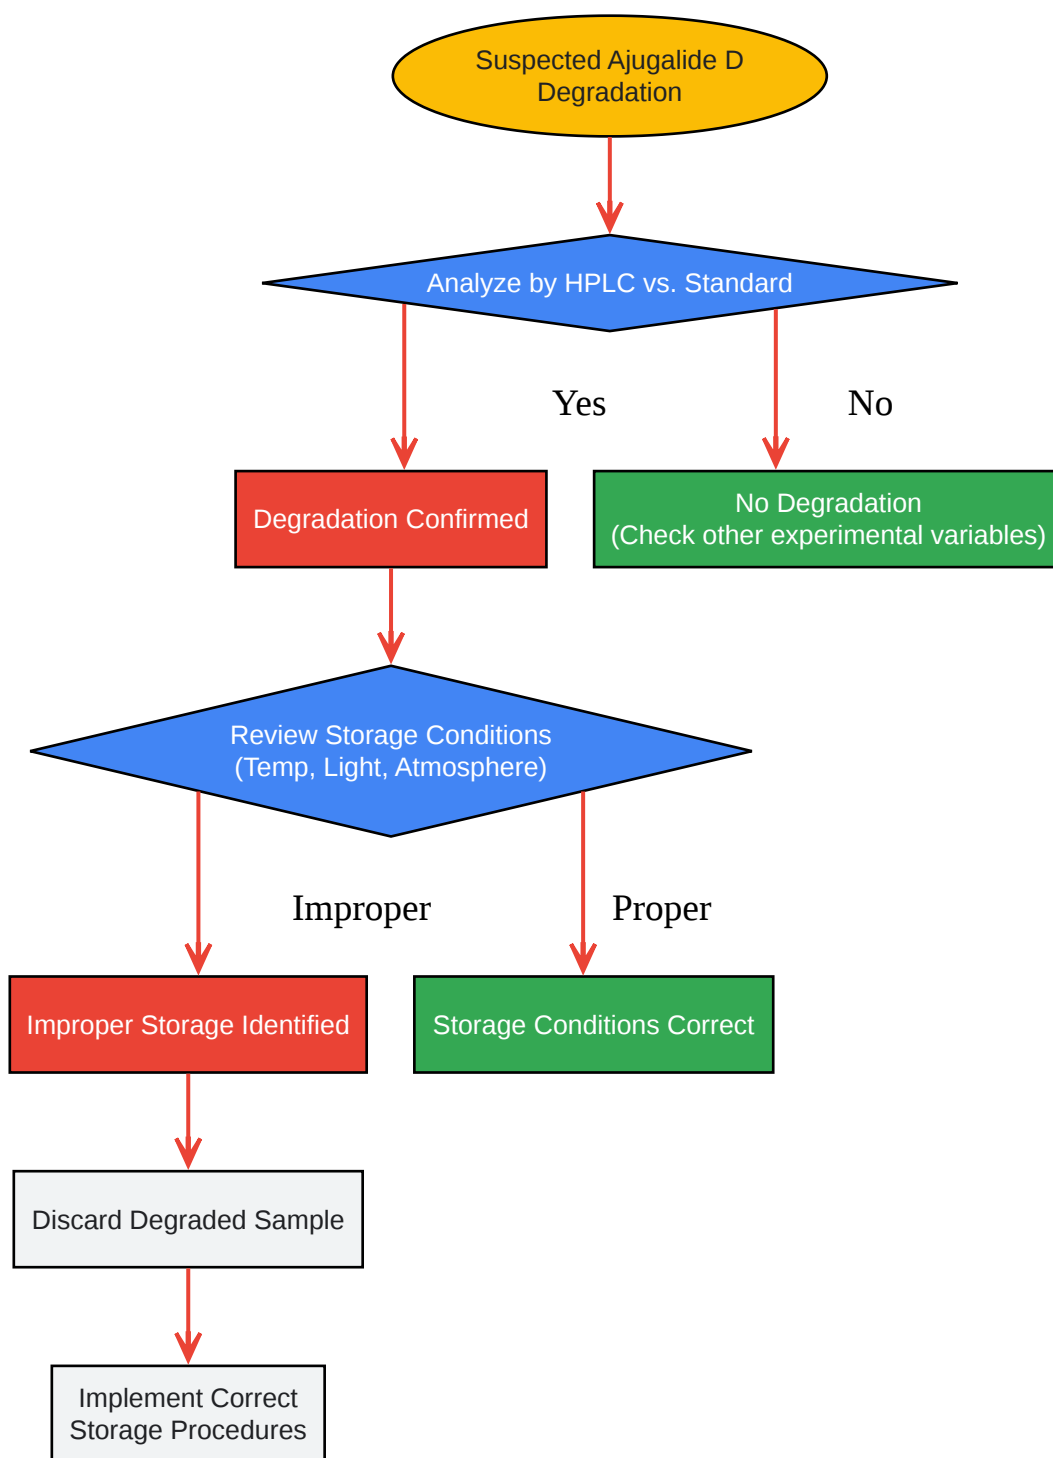 Suspected Ajugalide D
Degradation
Analyze by HPLC vs. Standard
Yes
No
Degradation Confirmed
No Degradation
(Check other experimental variables)
Review Storage Conditions
(Temp, Light, Atmosphere)
Improper
Proper
Improper Storage Identified
Storage Conditions Correct
Discard Degraded Sample
Implement Correct
Storage Procedures